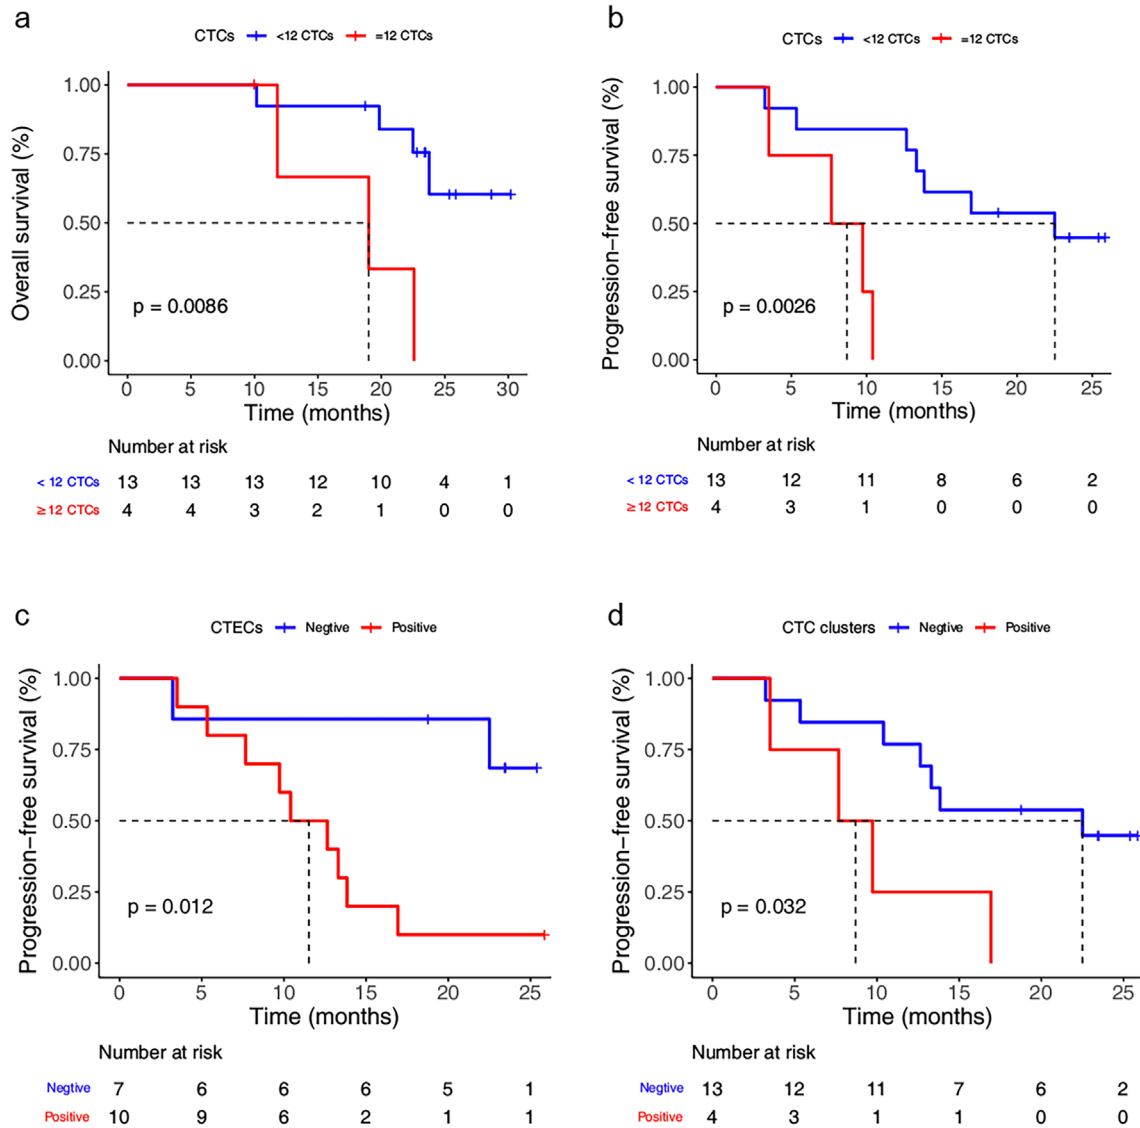 a
CTCs <12 CTCs =12 CTCs
Overall survival (%)
1.00
0.75
0.50
0.25
0.00
p = 0.0086
0 5 10 15 20 25 30
Time (months)
Number at risk
< 12 CTCs 13 13 13 12 10 4 1
≥ 12 CTCs 4 4 3 2 1 0 0
b
CTCs <12 CTCs =12 CTCs
Progression-free survival (%)
1.00
0.75
0.50
0.25
0.00
p = 0.0026
0 5 10 15 20 25
Time (months)
Number at risk
< 12 CTCs 13 12 11 8 6 2
≥ 12 CTCs 4 3 1 0 0 0
c
CTECs Negtive Positive
Progression-free survival (%)
1.00
0.75
0.50
0.25
0.00
p = 0.012
0 5 10 15 20 25
Time (months)
Number at risk
Negtive 7 6 6 6 5 1
Positive 10 9 6 2 1 1
d
CTC clusters Negtive Positive
Progression-free survival (%)
1.00
0.75
0.50
0.25
0.00
p = 0.032
0 5 10 15 20 25
Time (months)
Number at risk
Negtive 13 12 11 7 6 2
Positive 4 3 1 1 0 0